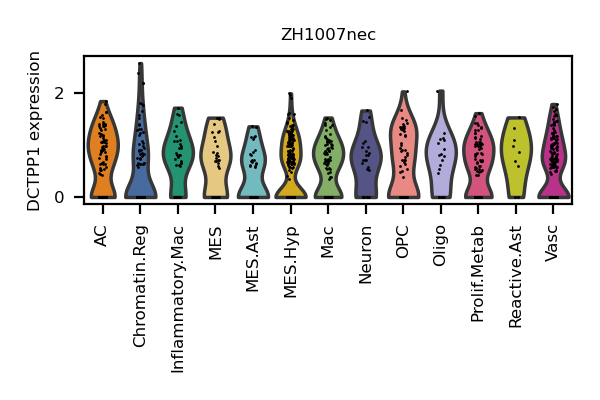 ZH1007nec
DCTPP1 expression
2
0
AC
Chromatin.Reg
Inflammatory.Mac
MES
MES.Ast
MES.Hyp
Mac
Neuron
OPC
Oligo
Prolif.Metab
Reactive.Ast
Vasc